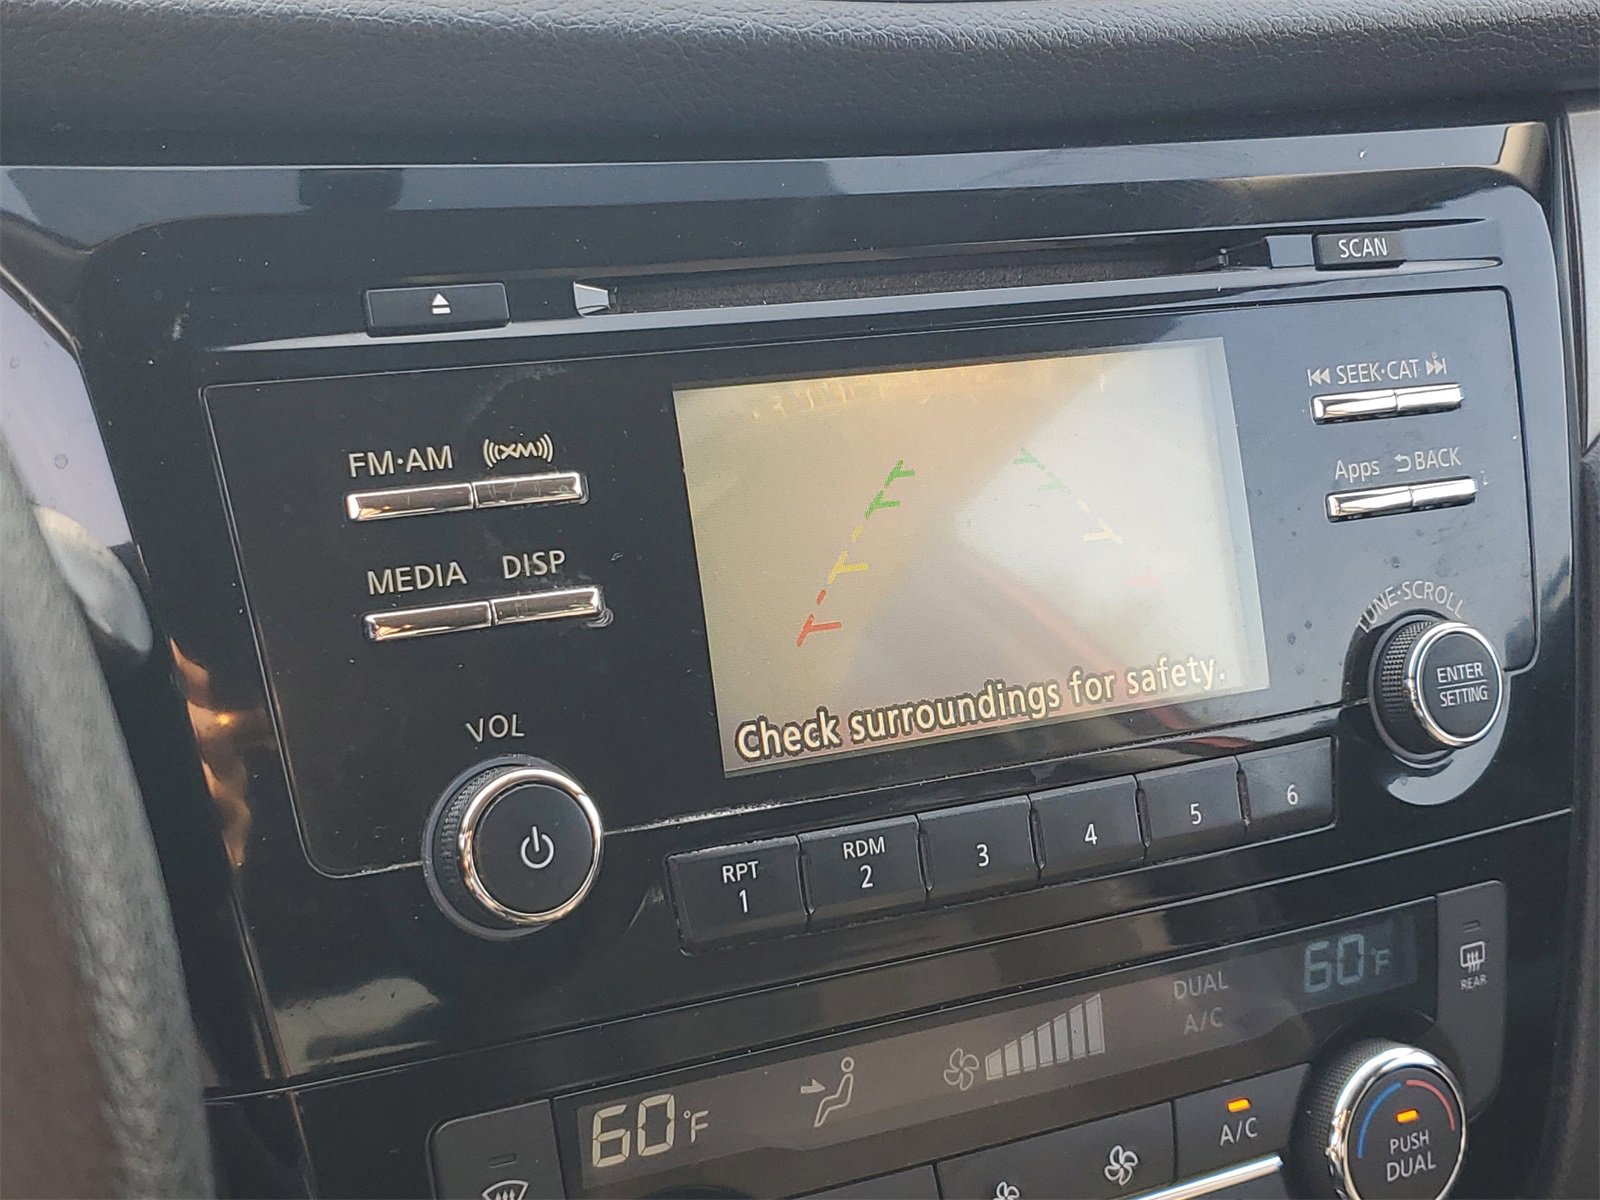 SCAN
SEEK·CAT
FM·AM XM
Apps BACK
MEDIA DISP
TUNE·SCROLL
ENTER
SETTING
Check surroundings for safety.
VOL
RPT
1
RDM
2
3
4
5
6
60°F
DUAL
A/C
60°F
REAR
A/C
PUSH
DUAL